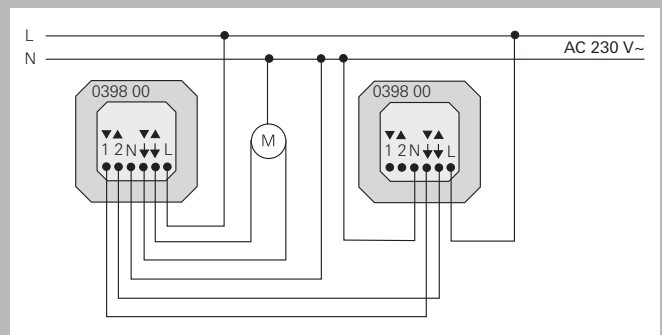 L
AC 230 V~
N
0398 00
0398 00
▼▲ ▼▲
1 2 N ↓ ↓ L
M
▼▲ ▼▲
1 2 N ↓ ↓ L